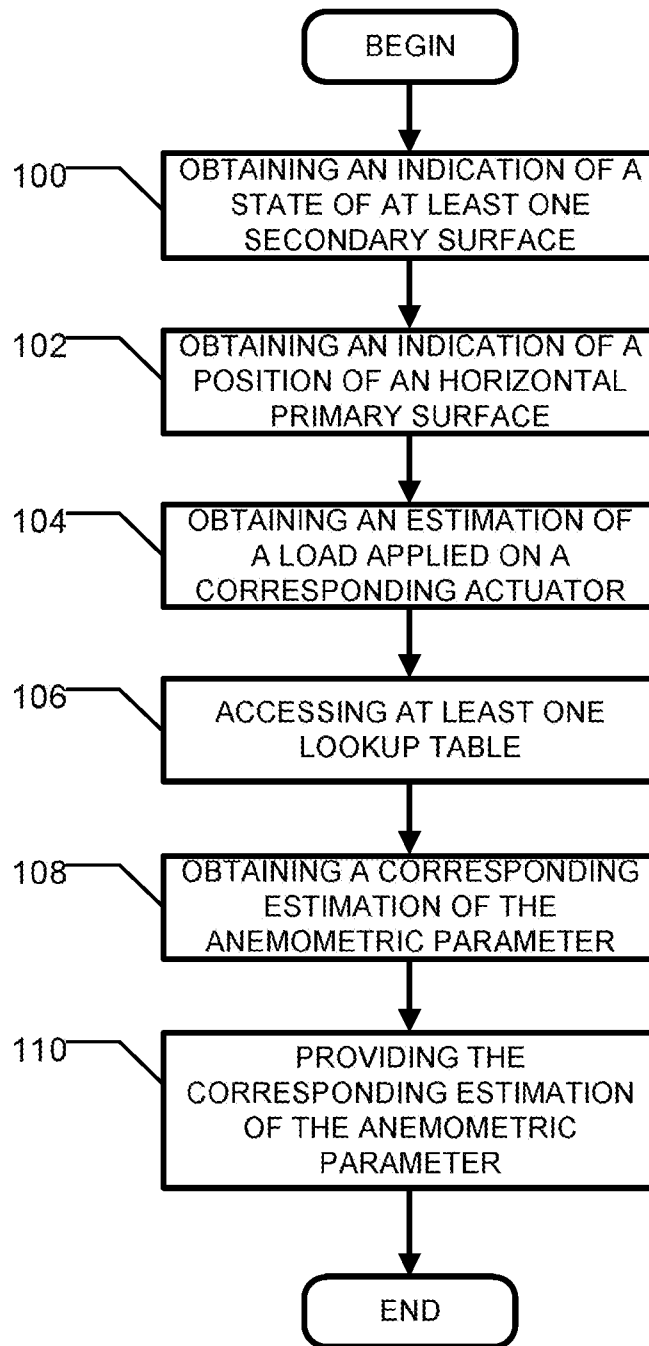 BEGIN
100
OBTAINING AN INDICATION OF A
STATE OF AT LEAST ONE
SECONDARY SURFACE
102
OBTAINING AN INDICATION OF A
POSITION OF AN HORIZONTAL
PRIMARY SURFACE
104
OBTAINING AN ESTIMATION OF
A LOAD APPLIED ON A
CORRESPONDING ACTUATOR
106
ACCESSING AT LEAST ONE
LOOKUP TABLE
108
OBTAINING A CORRESPONDING
ESTIMATION OF THE
ANEMOMETRIC PARAMETER
110
PROVIDING THE
CORRESPONDING ESTIMATION
OF THE ANEMOMETRIC
PARAMETER
END